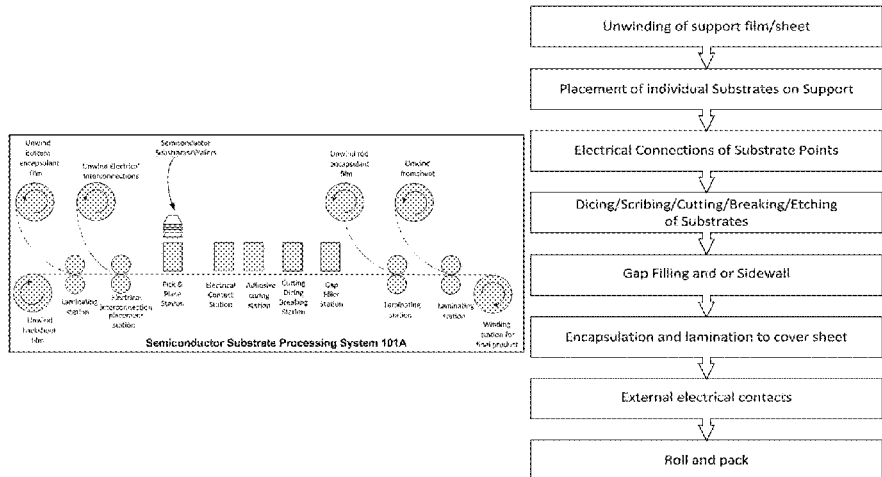 Unwind
bottom
encapsulant
film
Unwind Electrical
Interconnections
Semiconductor
Substrates/Wafers
Unwind top
encapsulant
film
Unwind
frontsheet
Unwind
backsheet
film
Laminating
station
Electrical
Interconnection
placement
station
Pick &
Place
Station
Electrical
Contact
Station
Adhesive
curing
station
Cutting
Dicing
Breaking
Station
Gap
Filler
Station
Laminating
station
Laminating
station
Winding
station for
final product
Semiconductor Substrate Processing System 101A
Unwinding of support film/sheet
Placement of individual Substrates on Support
Electrical Connections of Substrate Points
Dicing/Scribing/Cutting/Breaking/Etching
of Substrates
Gap Filling and or Sidewall
Encapsulation and lamination to cover sheet
External electrical contacts
Roll and pack